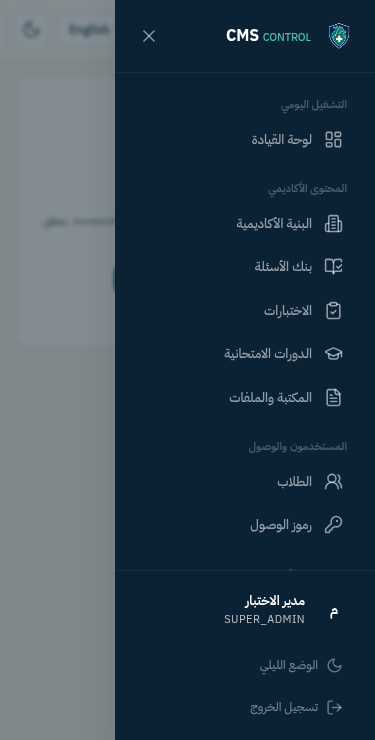 CMS CONTROL
English
التشغيل اليومي
لوحة القيادة
المحتوى الأكاديمي
البنية الأكاديمية
بنك الأسئلة
الاختبارات
الدورات الامتحانية
المكتبة والملفات
المستخدمون والوصول
الطلاب
رموز الوصول
م
مدير الاختبار
SUPER_ADMIN
الوضع الليلي
تسجيل الخروج